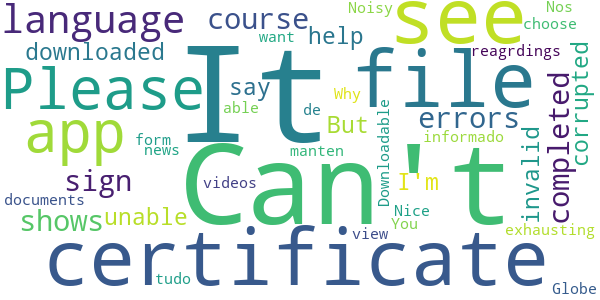 Noisy
Nos
language
course
see
choose
want
help
reagrdings
downloaded
It
file
Please
say
Why
able
de
errors
corrupted
app
But
form
news
manten
informado
Can't
Downloadable
invalid
completed
sign
videos
I'm
documents
Nice
shows
unable
You
exhausting
view
certificate
tudo
Globe